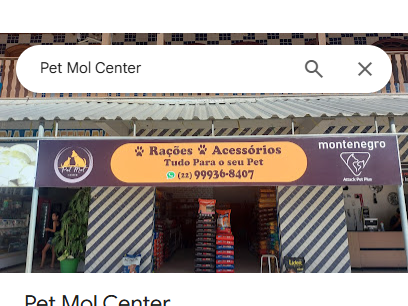 Pet Mol Center
Rações Acessórios
Tudo Para o seu Pet
(22) 99936-8407
Pet Mol
montenegro
Attack Pet Plus
Pet Mol Center